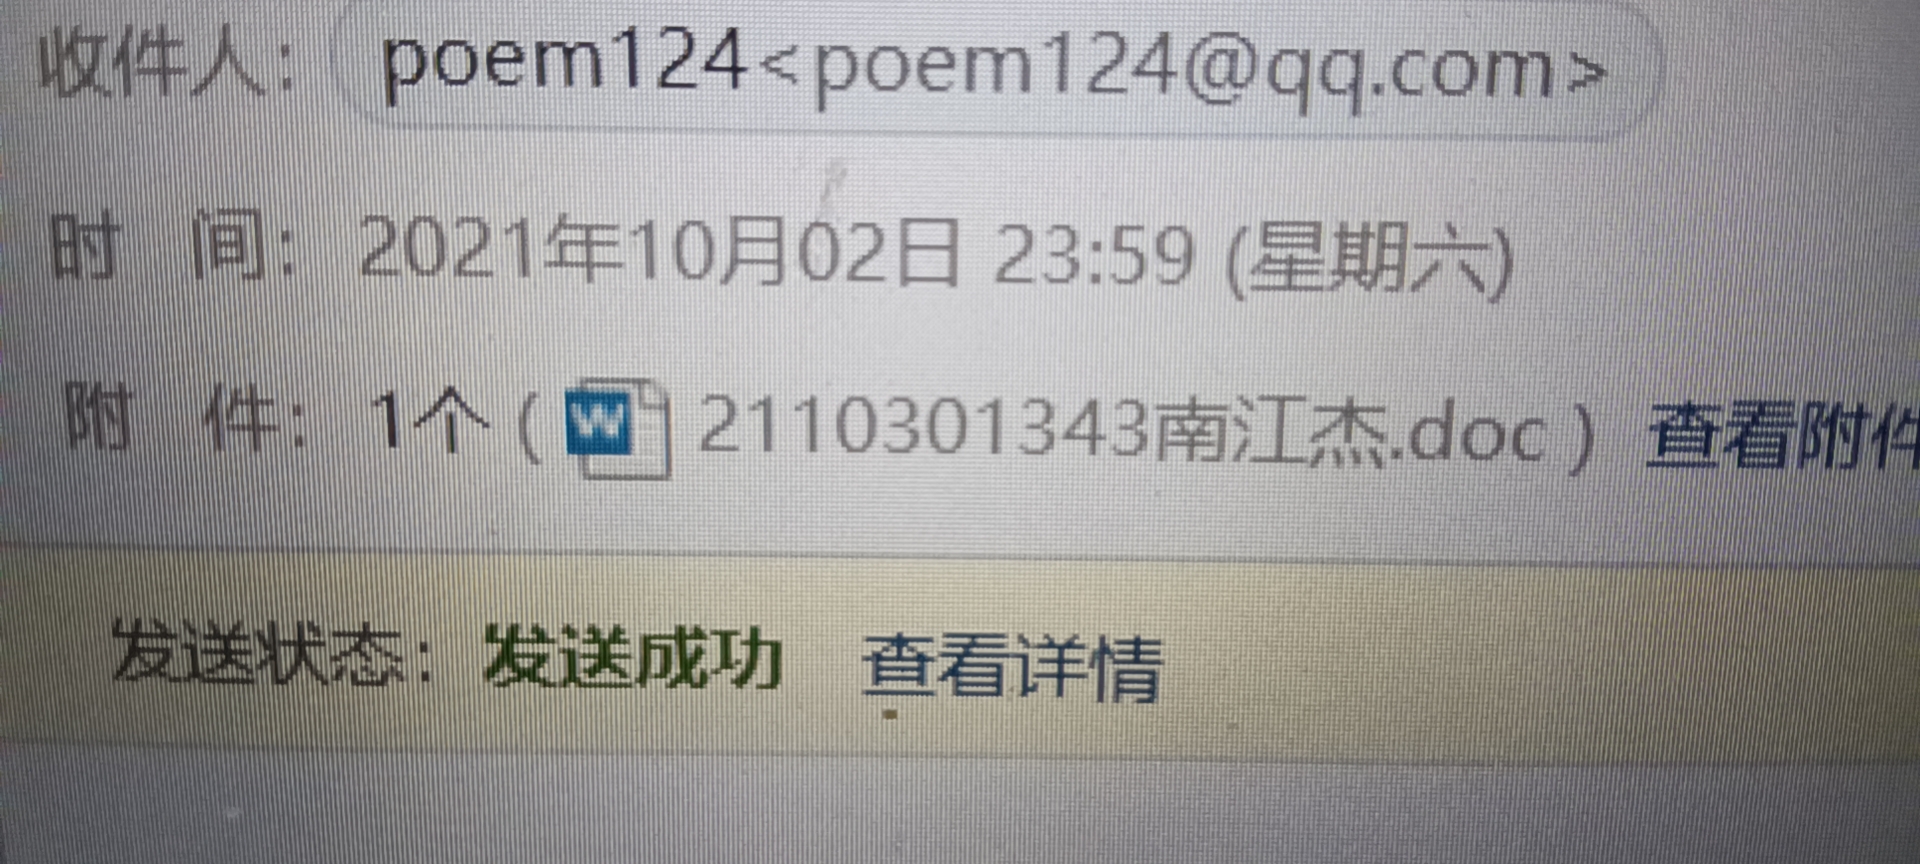 收件人： poem124<poem124@qq.com>
时 间： 2021年10月02日 23:59 (星期六)
附 件： 1个 ( 2110301343南江杰.doc ) 查看附件
发送状态： 发送成功 查看详情